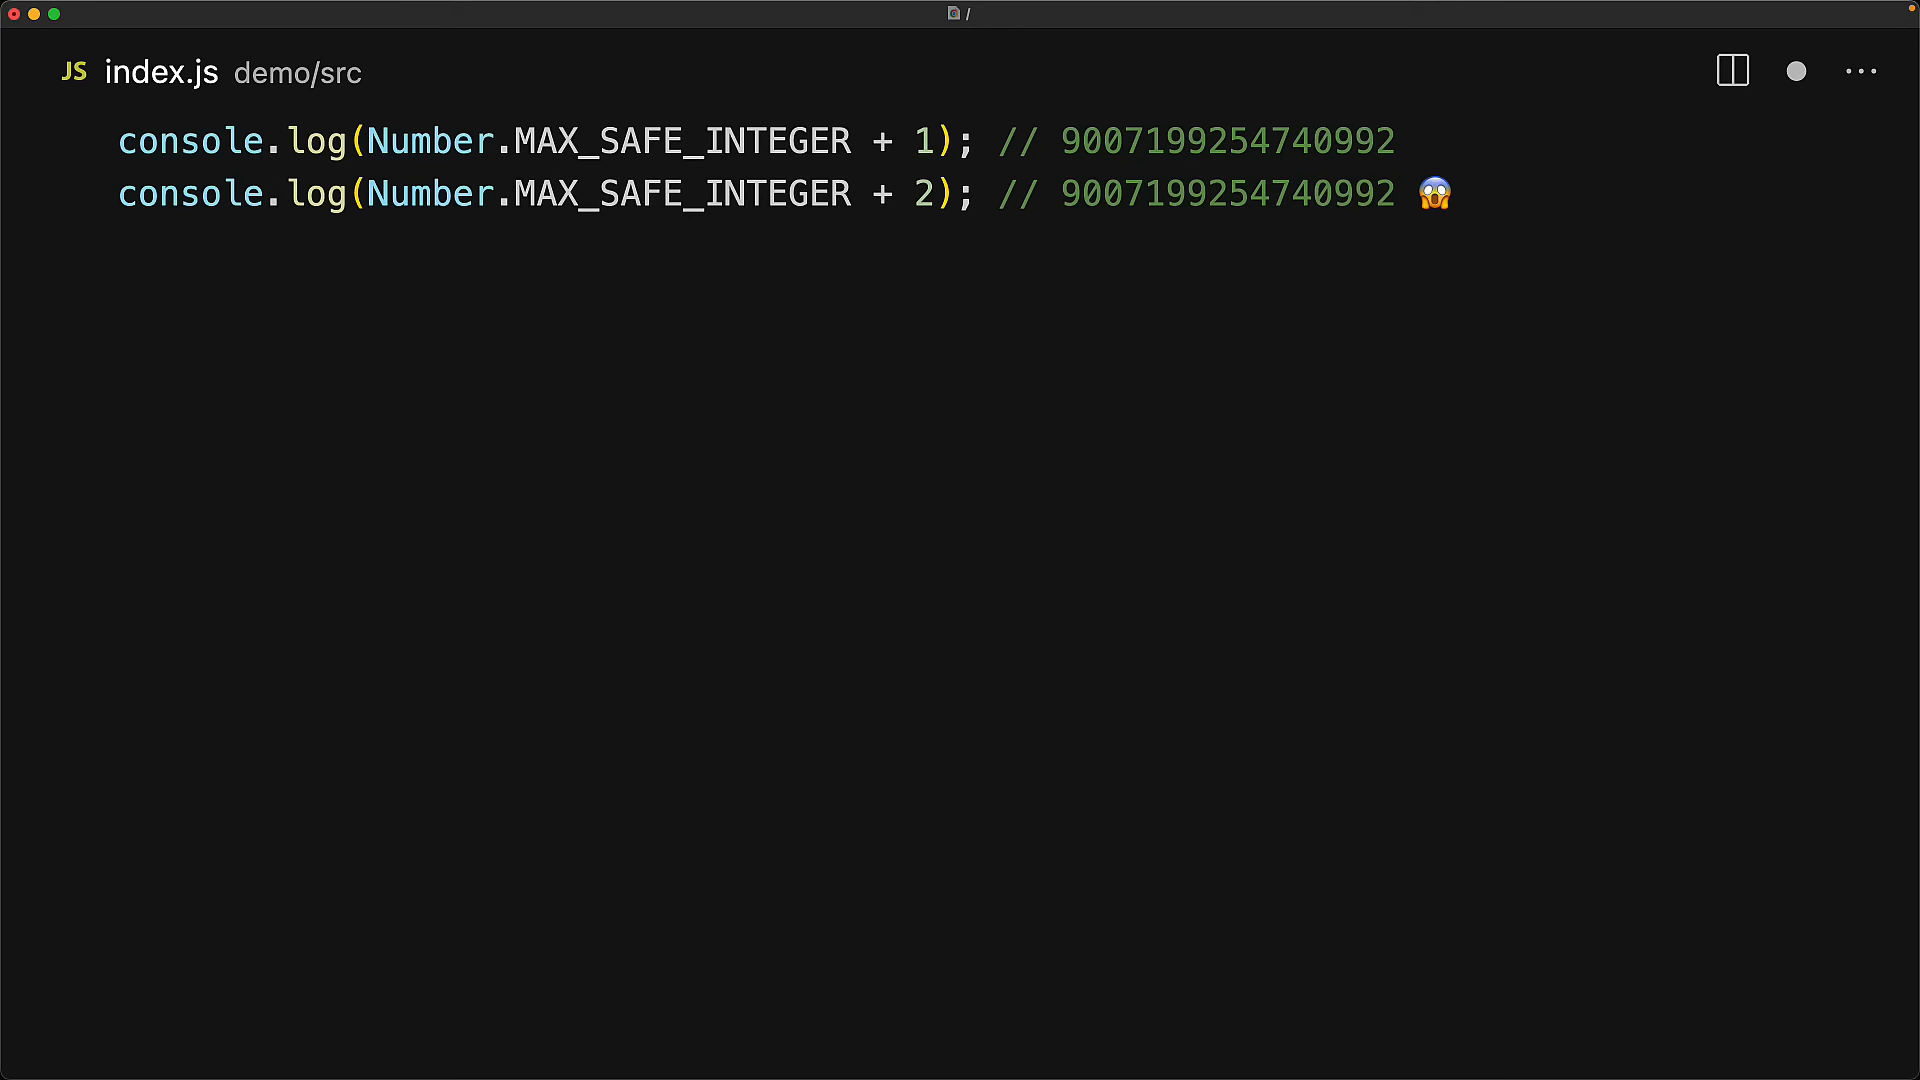 /
JS index.js demo/src
console.log(Number.MAX_SAFE_INTEGER + 1); // 9007199254740992
console.log(Number.MAX_SAFE_INTEGER + 2); // 9007199254740992 😱